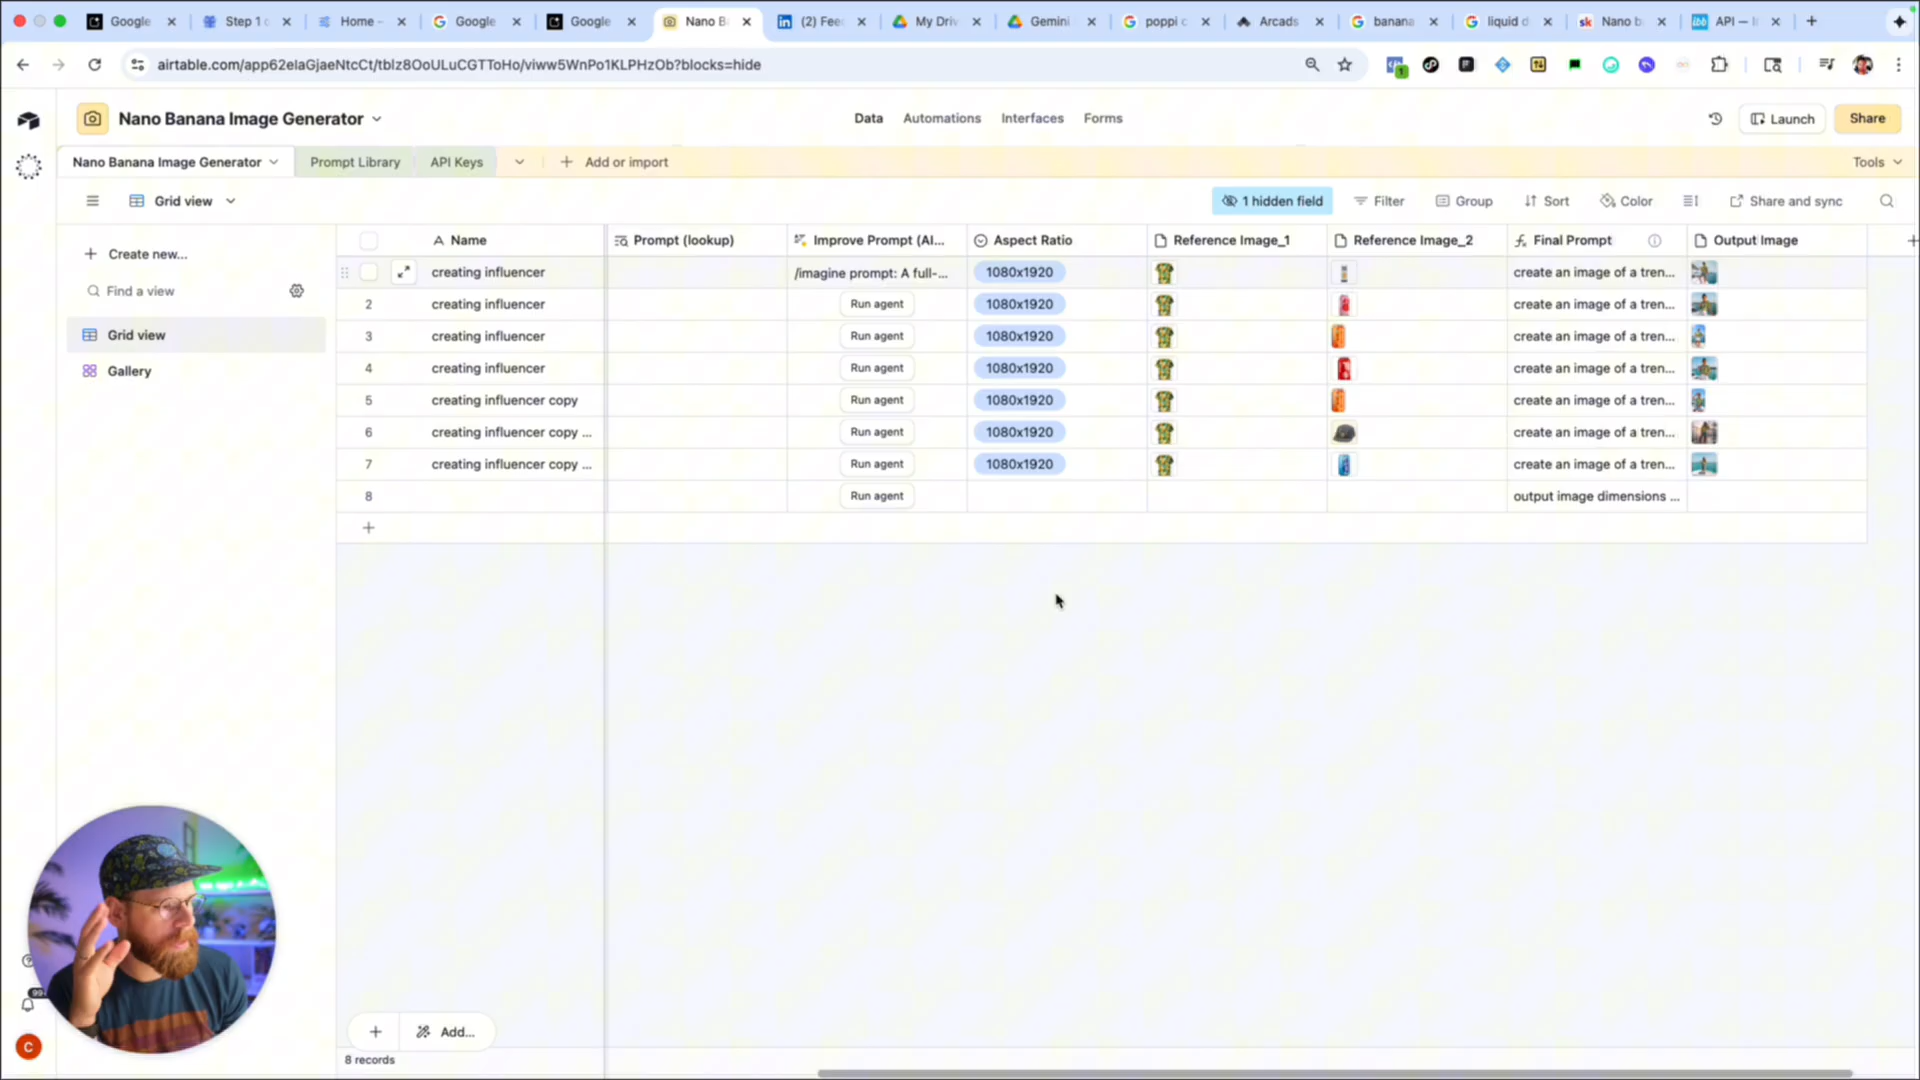 Google
Step 1 o
Home –
Google
Google
Nano B
(2) Fee
My Driv
Gemini
poppi c
Arcads
banana
liquid d
Nano b
API — I
airtable.com/app62elaGjaeNtcCt/tblz8OoULuCGTToHo/viww5WnPo1KLPHzOb?blocks=hide
Nano Banana Image Generator
Data
Automations
Interfaces
Forms
Launch
Share
Nano Banana Image Generator
Prompt Library
API Keys
Add or import
Tools
Grid view
1 hidden field
Filter
Group
Sort
Color
Share and sync
Create new...
Find a view
Grid view
Gallery
Name Prompt (lookup) Improve Prompt (AI... Aspect Ratio Reference Image_1 Reference Image_2 Final Prompt Output Image
creating influencer /imagine prompt: A full-... 1080x1920 create an image of a tren...
2 creating influencer Run agent 1080x1920 create an image of a tren...
3 creating influencer Run agent 1080x1920 create an image of a tren...
4 creating influencer Run agent 1080x1920 create an image of a tren...
5 creating influencer copy Run agent 1080x1920 create an image of a tren...
6 creating influencer copy ... Run agent 1080x1920 create an image of a tren...
7 creating influencer copy ... Run agent 1080x1920 create an image of a tren...
8 Run agent output image dimensions ...
Add...
8 records
C